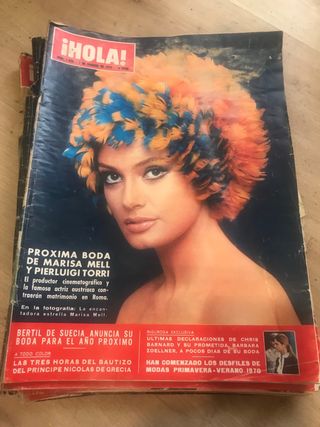 ¡HOLA!
PROXIMA BODA
DE MARISA MELL
Y PIERLUIGI TORRI
El productor cinematográfico y
la famosa actriz austriaca con-
traerán matrimonio en Roma.
En la fotografía: La encan-
tadora estrella Marisa Mell.
BERTIL DE SUECIA, ANUNCIA SU
BODA PARA EL AÑO PROXIMO
A TODO COLOR
LAS TRES HORAS DEL BAUTIZO
DEL PRINCIPE NICOLAS DE GRECIA
RIGUROSA EXCLUSIVA
ULTIMAS DECLARACIONES DE CHRIS
BARNARD Y SU PROMETIDA, BARBARA
ZOELLNER, A POCOS DIAS DE SU BODA
HAN COMENZADO LOS DESFILES DE
MODAS PRIMAVERA - VERANO 1970